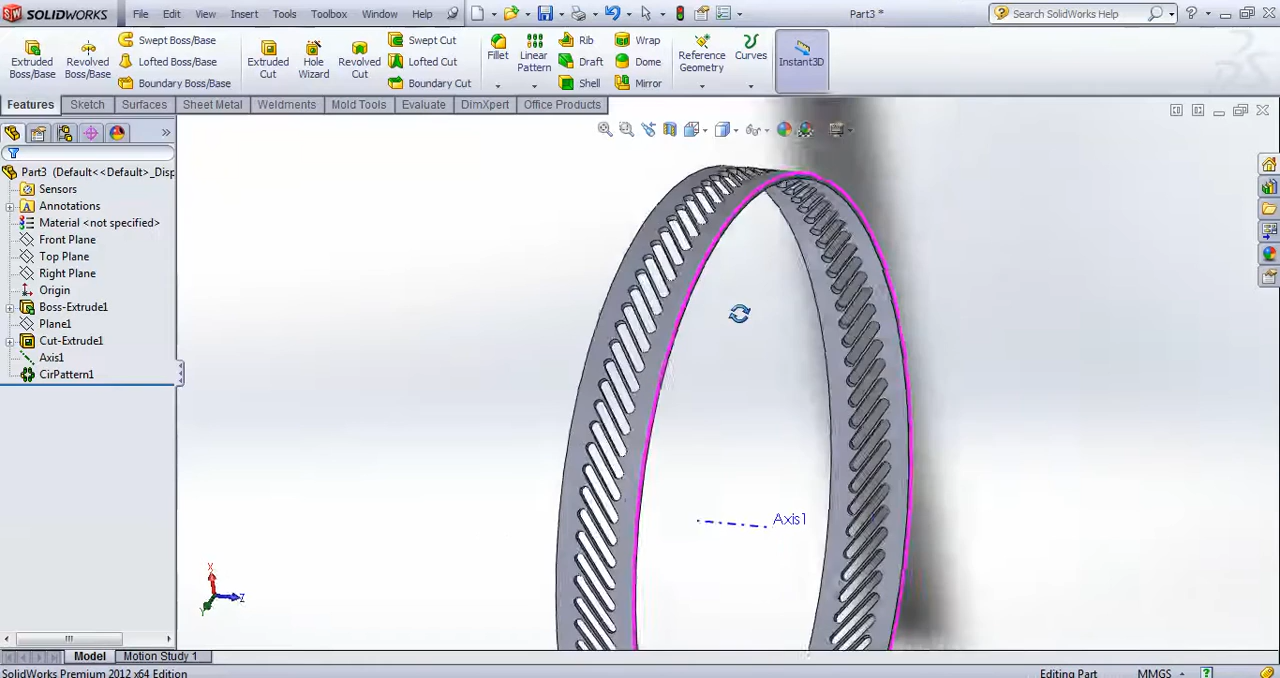 SOLIDWORKS File Edit View Insert Tools Toolbox Window Help Part3 * Search SolidWorks Help
Extruded Boss/Base
Revolved Boss/Base
Swept Boss/Base
Lofted Boss/Base
Boundary Boss/Base
Extruded Cut
Hole Wizard
Revolved Cut
Swept Cut
Lofted Cut
Boundary Cut
Fillet
Linear Pattern
Rib
Draft
Shell
Wrap
Dome
Mirror
Reference Geometry
Curves
Instant3D
Features Sketch Surfaces Sheet Metal Weldments Mold Tools Evaluate DimXpert Office Products
Part3 (Default<<Default>_Disp
Sensors
Annotations
Material <not specified>
Front Plane
Top Plane
Right Plane
Origin
Boss-Extrude1
Plane1
Cut-Extrude1
Axis1
CirPattern1
Axis1
X
Y
Z
Model Motion Study 1
SolidWorks Premium 2012 x64 Edition Editing Part MMGS